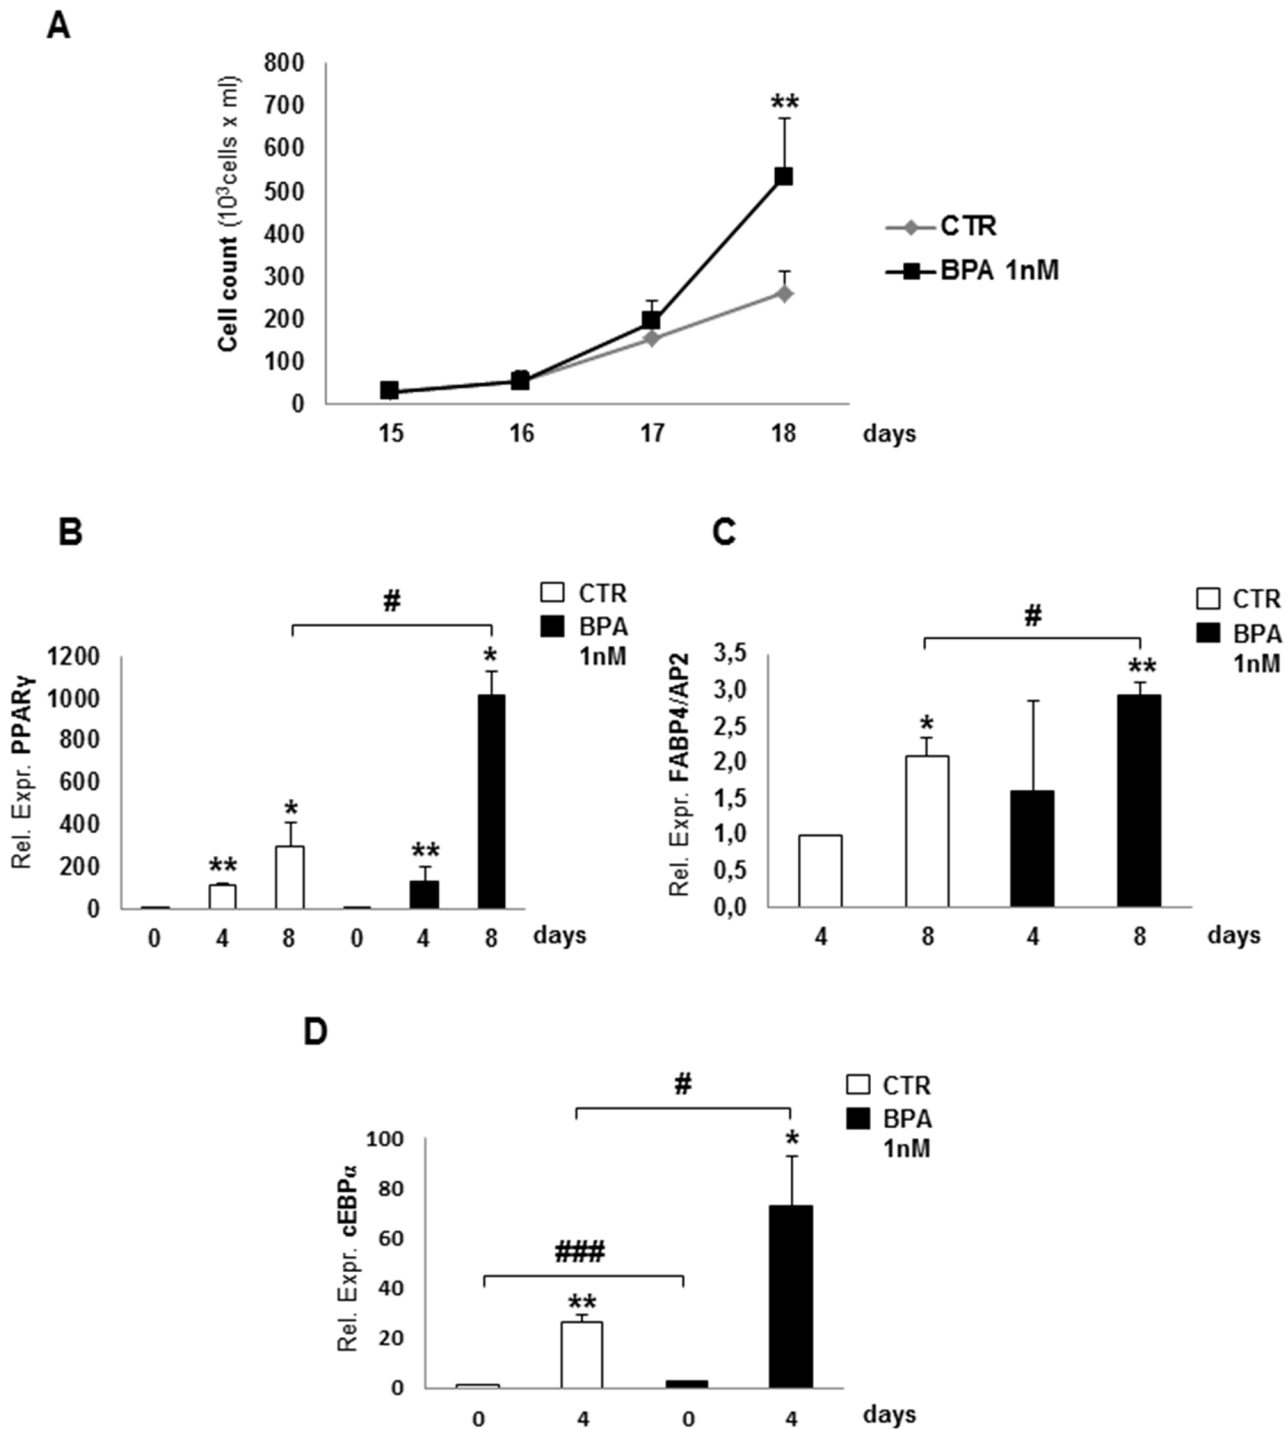 A
Cell count (10³cells x ml)
800
700
600
500
400
300
200
100
0
**
CTR
BPA 1nM
15 16 17 18 days
B
Rel. Expr. PPARγ
1200
1000
800
600
400
200
0
#
CTR
BPA
1nM
** * ** *
0 4 8 0 4 8 days
C
Rel. Expr. FABP4/AP2
3,5
3,0
2,5
2,0
1,5
1,0
0,5
0,0
#
CTR
BPA
1nM
* **
4 8 4 8 days
D
Rel. Expr. cEBPα
100
80
60
40
20
0
#
###
** *
CTR
BPA
1nM
0 4 0 4 days